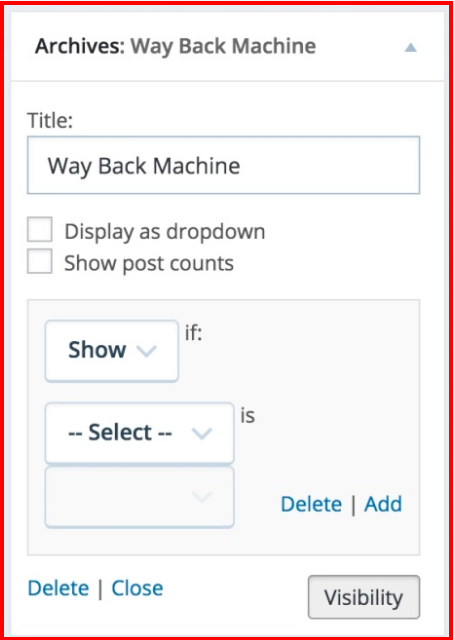 Archives: Way Back Machine
Title:
Way Back Machine
Display as dropdown
Show post counts
Show if:
-- Select -- is
Delete | Add
Delete | Close
Visibility